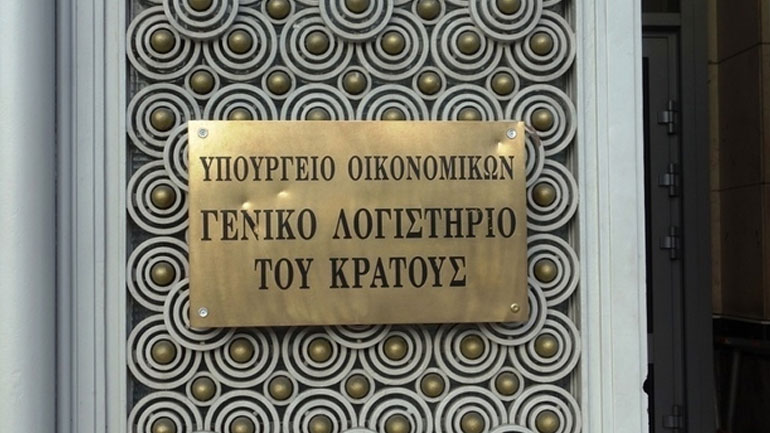 ΥΠΟΥΡΓΕΙΟ ΟΙΚΟΝΟΜΙΚΩΝ
ΓΕΝΙΚΟ ΛΟΓΙΣΤΗΡΙΟ
ΤΟΥ ΚΡΑΤΟΥΣ